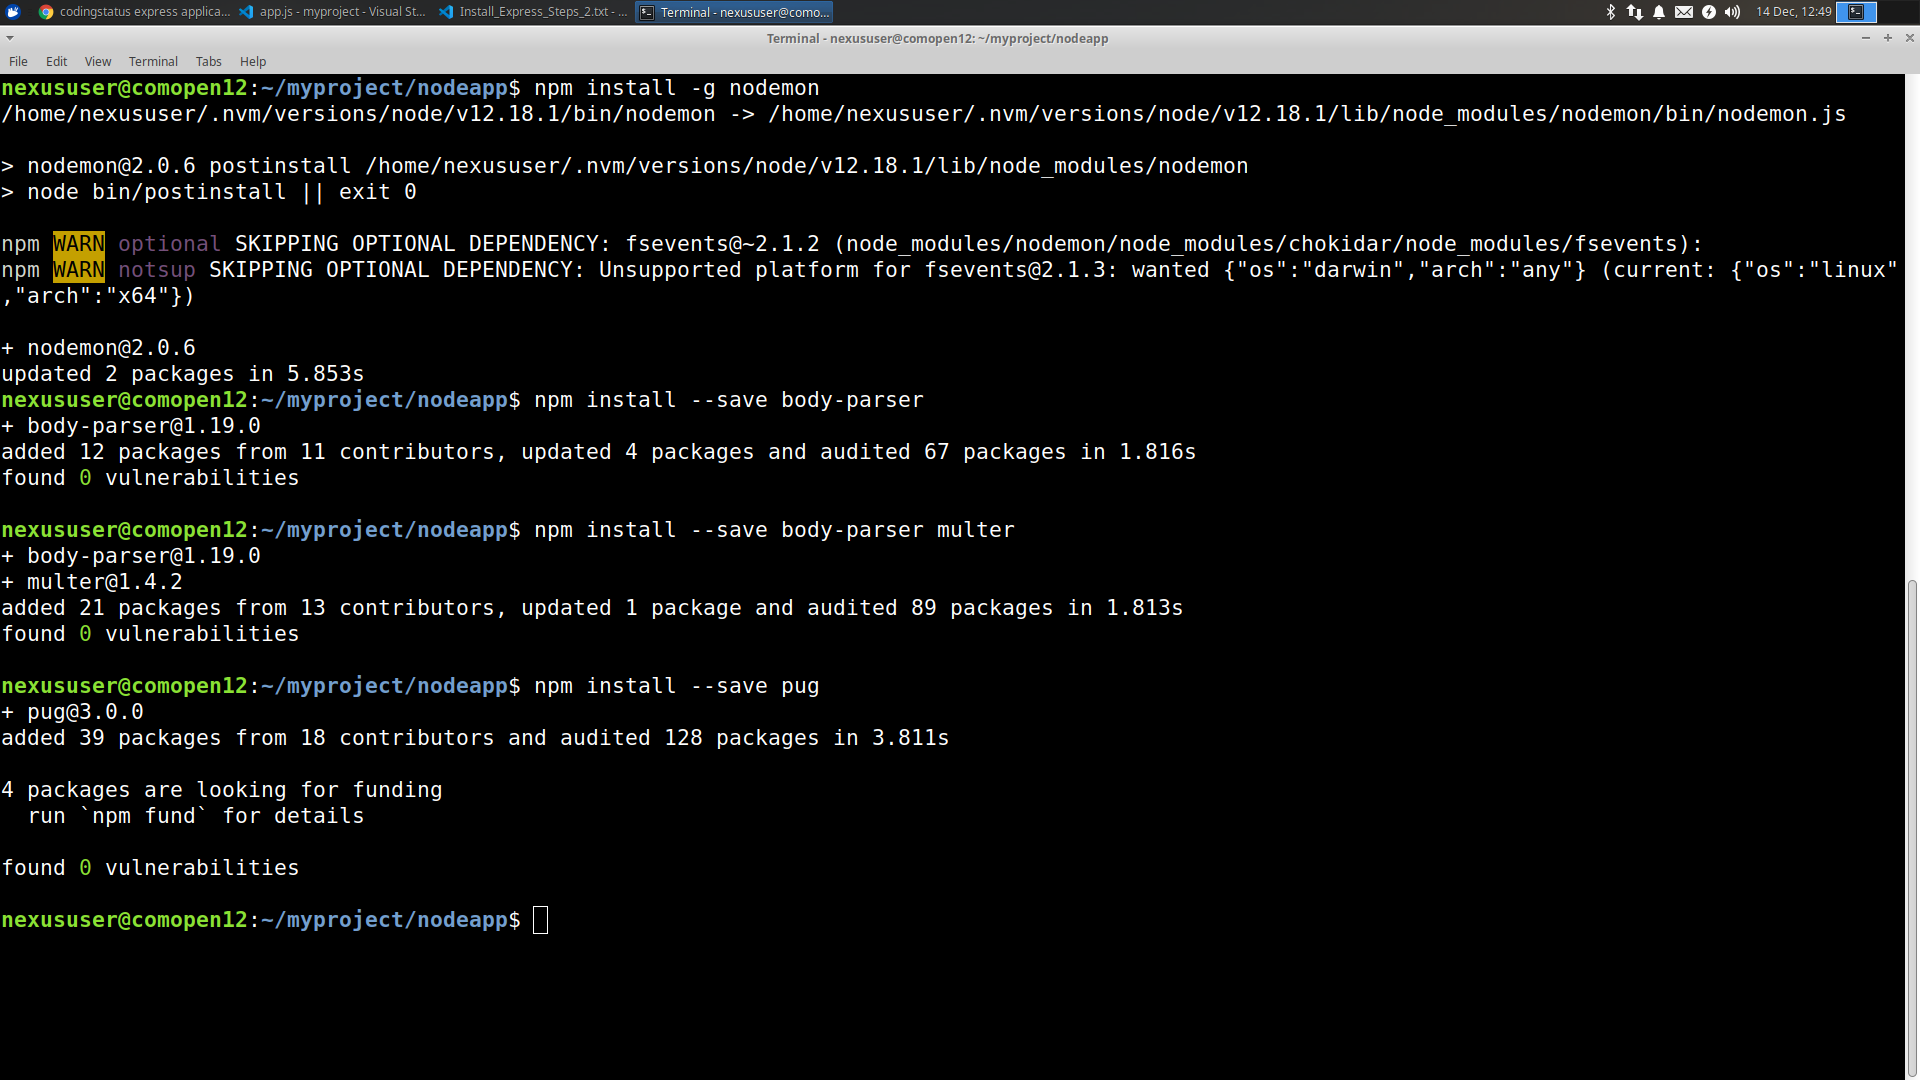 codingstatus express applica...
app.js - myproject - Visual St...
Install_Express_Steps_2.txt - ...
Terminal - nexususer@como...
14 Dec, 12:49
Terminal - nexususer@comopen12: ~/myproject/nodeapp
File Edit View Terminal Tabs Help
nexususer@comopen12:~/myproject/nodeapp$ npm install -g nodemon
/home/nexususer/.nvm/versions/node/v12.18.1/bin/nodemon -> /home/nexususer/.nvm/versions/node/v12.18.1/lib/node_modules/nodemon/bin/nodemon.js
> nodemon@2.0.6 postinstall /home/nexususer/.nvm/versions/node/v12.18.1/lib/node_modules/nodemon
> node bin/postinstall || exit 0
npm WARN optional SKIPPING OPTIONAL DEPENDENCY: fsevents@~2.1.2 (node_modules/nodemon/node_modules/chokidar/node_modules/fsevents):
npm WARN notsup SKIPPING OPTIONAL DEPENDENCY: Unsupported platform for fsevents@2.1.3: wanted {"os":"darwin","arch":"any"} (current: {"os":"linux"
,"arch":"x64"})
+ nodemon@2.0.6
updated 2 packages in 5.853s
nexususer@comopen12:~/myproject/nodeapp$ npm install --save body-parser
+ body-parser@1.19.0
added 12 packages from 11 contributors, updated 4 packages and audited 67 packages in 1.816s
found 0 vulnerabilities
nexususer@comopen12:~/myproject/nodeapp$ npm install --save body-parser multer
+ body-parser@1.19.0
+ multer@1.4.2
added 21 packages from 13 contributors, updated 1 package and audited 89 packages in 1.813s
found 0 vulnerabilities
nexususer@comopen12:~/myproject/nodeapp$ npm install --save pug
+ pug@3.0.0
added 39 packages from 18 contributors and audited 128 packages in 3.811s
4 packages are looking for funding
  run `npm fund` for details
found 0 vulnerabilities
nexususer@comopen12:~/myproject/nodeapp$